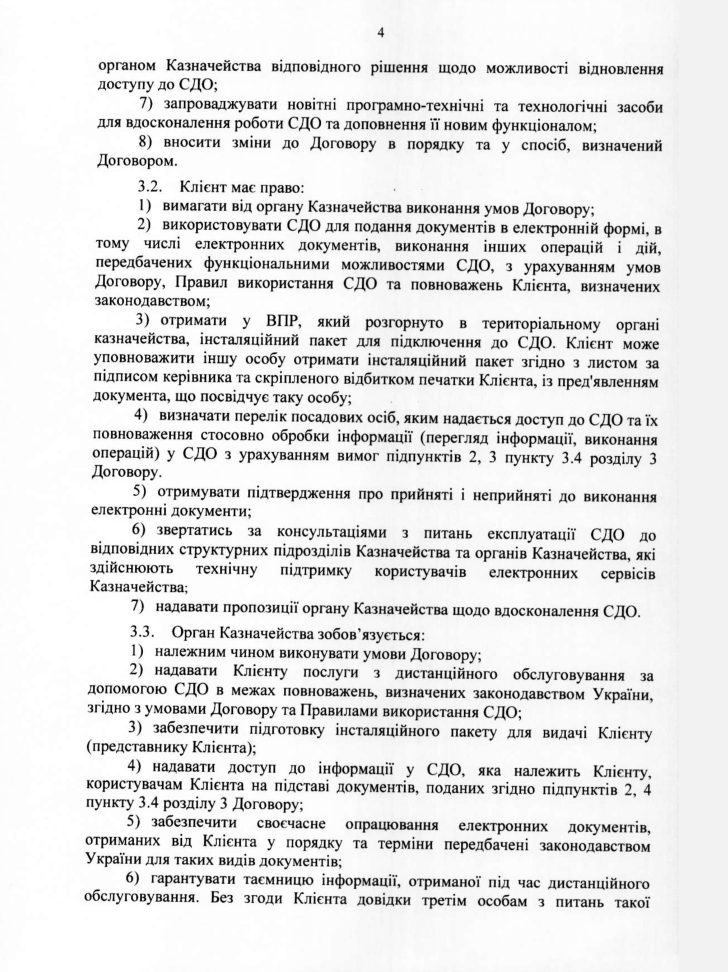 4
органом Казначейства відповідного рішення щодо можливості відновлення
доступу до СДО;
7) запроваджувати новітні програмно-технічні та технологічні засоби
для вдосконалення роботи СДО та доповнення її новим функціоналом;
8) вносити зміни до Договору в порядку та у спосіб, визначений
Договором.
3.2. Клієнт має право:
1) вимагати від органу Казначейства виконання умов Договору;
2) використовувати СДО для подання документів в електронній формі, в
тому числі електронних документів, виконання інших операцій і дій,
передбачених функціональними можливостями СДО, з урахуванням умов
Договору, Правил використання СДО та повноважень Клієнта, визначених
законодавством;
3) отримати у ВПР, який розгорнуто в територіальному органі
казначейства, інсталяційний пакет для підключення до СДО. Клієнт може
уповноважити іншу особу отримати інсталяційний пакет згідно з листом за
підписом керівника та скріпленого відбитком печатки Клієнта, із пред'явленням
документа, що посвідчує таку особу;
4) визначати перелік посадових осіб, яким надається доступ до СДО та їх
повноваження стосовно обробки інформації (перегляд інформації, виконання
операцій) у СДО з урахуванням вимог підпунктів 2, 3 пункту 3.4 розділу 3
Договору.
5) отримувати підтвердження про прийняті і неприйняті до виконання
електронні документи;
6) звертатись за консультаціями з питань експлуатації СДО до
відповідних структурних підрозділів Казначейства та органів Казначейства, які
здійснюють технічну підтримку користувачів електронних сервісів
Казначейства;
7) надавати пропозиції органу Казначейства щодо вдосконалення СДО.
3.3. Орган Казначейства зобов’язується:
1) належним чином виконувати умови Договору;
2) надавати Клієнту послуги з дистанційного обслуговування за
допомогою СДО в межах повноважень, визначених законодавством України,
згідно з умовами Договору та Правилами використання СДО;
3) забезпечити підготовку інсталяційного пакету для видачі Клієнту
(представнику Клієнта);
4) надавати доступ до інформації у СДО, яка належить Клієнту,
користувачам Клієнта на підставі документів, поданих згідно підпунктів 2, 4
пункту 3.4 розділу 3 Договору;
5) забезпечити своєчасне опрацювання електронних документів,
отриманих від Клієнта у порядку та терміни передбачені законодавством
України для таких видів документів;
6) гарантувати таємницю інформації, отриманої під час дистанційного
обслуговування. Без згоди Клієнта довідки третім особам з питань такої